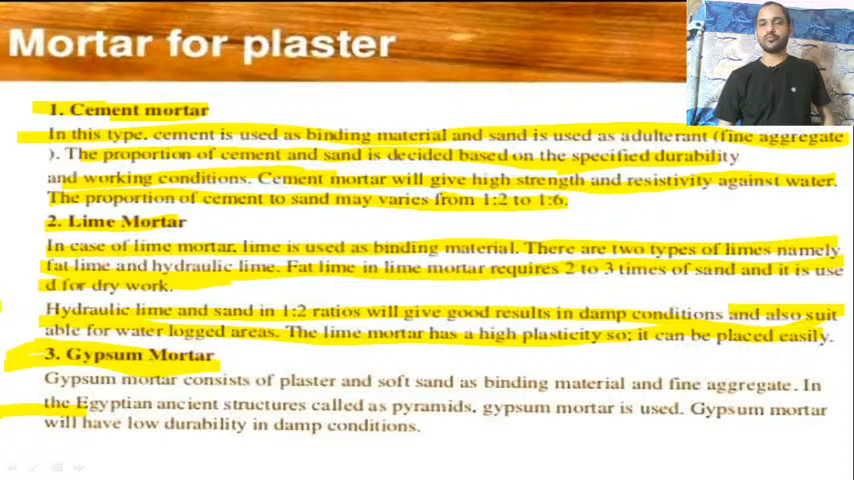 Mortar for plaster
1. Cement mortar
In this type, cement is used as binding material and sand is used as adulterant (fine aggregate
). The proportion of cement and sand is decided based on the specified durability
and working conditions. Cement mortar will give high strength and resistivity against water.
The proportion of cement to sand may varies from 1:2 to 1:6.
2. Lime Mortar
In case of lime mortar, lime is used as binding material. There are two types of limes namely
fat lime and hydraulic lime. Fat lime in lime mortar requires 2 to 3 times of sand and it is use
d for dry work.
Hydraulic lime and sand in 1:2 ratios will give good results in damp conditions and also suit
able for water logged areas. The lime mortar has a high plasticity so; it can be placed easily.
3. Gypsum Mortar
Gypsum mortar consists of plaster and soft sand as binding material and fine aggregate. In
the Egyptian ancient structures called as pyramids, gypsum mortar is used. Gypsum mortar
will have low durability in damp conditions.